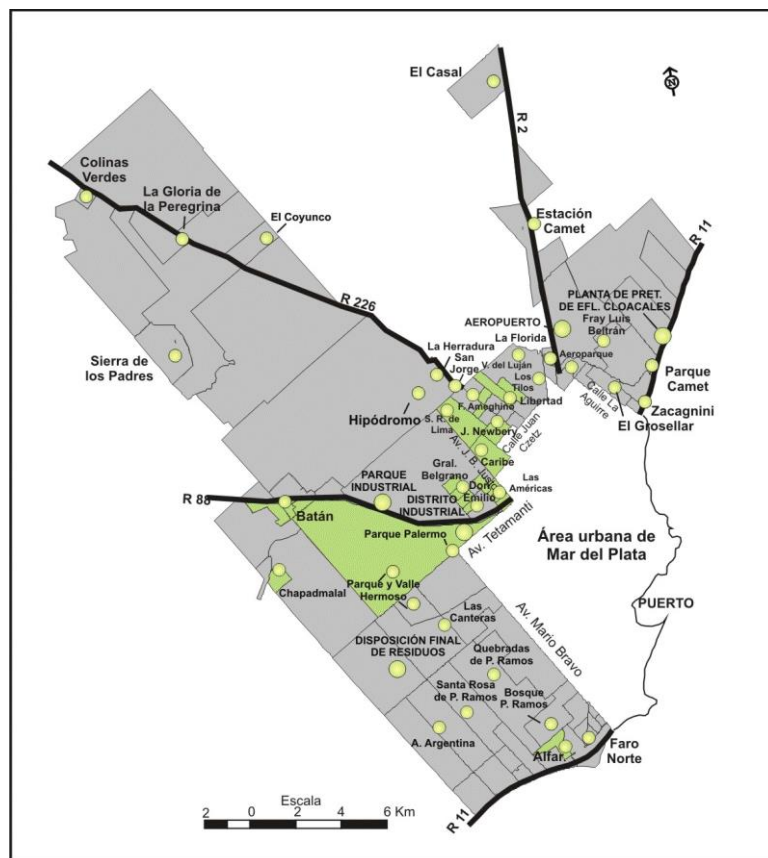 El Casal
N
R 2
Colinas
Verdes
La Gloria de
la Peregrina
El Coyunco
Estación
Camet
R 11
R 226
PLANTA DE PRET.
DE EFL. CLOACALES
Fray Luis
Beltrán
AEROPUERTO
La Florida
Aeroparque
La Herradura
San
Jorge
V. del Luján
Los
Tilos
Sierra de
los Padres
Parque
Camet
Calle La
Aguirre
Hipódromo
F. Ameghino
Libertad
Zacagnini
S. R. de
Lima
J. Newbery
El Grosellar
Calle Juan
Czetz
Av. J. B. Justo
Caribe
Gral.
Belgrano
Las
Américas
PARQUE
INDUSTRIAL
Don
Emilio
DISTRITO
INDUSTRIAL
R 88
Batán
Parque Palermo
Av. Tetamanti
Área urbana de
Mar del Plata
Chapadmalal
Parque y Valle
Hermoso
Las
Canteras
PUERTO
Av. Mario Bravo
DISPOSICIÓN FINAL
DE RESIDUOS
Quebradas
de P. Ramos
Santa Rosa
de P. Ramos
Bosque
P. Ramos
A. Argentina
Alfar.
Faro
Norte
R 11
Escala
2 0 2 6 Km